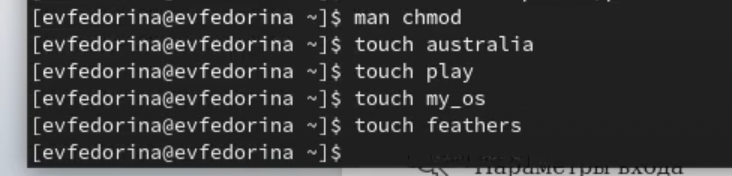 [evfedorina@evfedorina ~]$ man chmod
[evfedorina@evfedorina ~]$ touch australia
[evfedorina@evfedorina ~]$ touch play
[evfedorina@evfedorina ~]$ touch my_os
[evfedorina@evfedorina ~]$ touch feathers
[evfedorina@evfedorina ~]$
Параметры входа